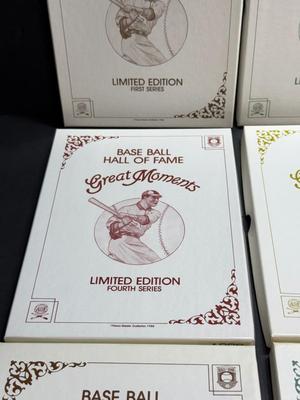 LIMITED EDITION
FIRST SERIES
BASE BALL
HALL OF FAME
Great Moments
LIMITED EDITION
FOURTH SERIES
BASE BALL